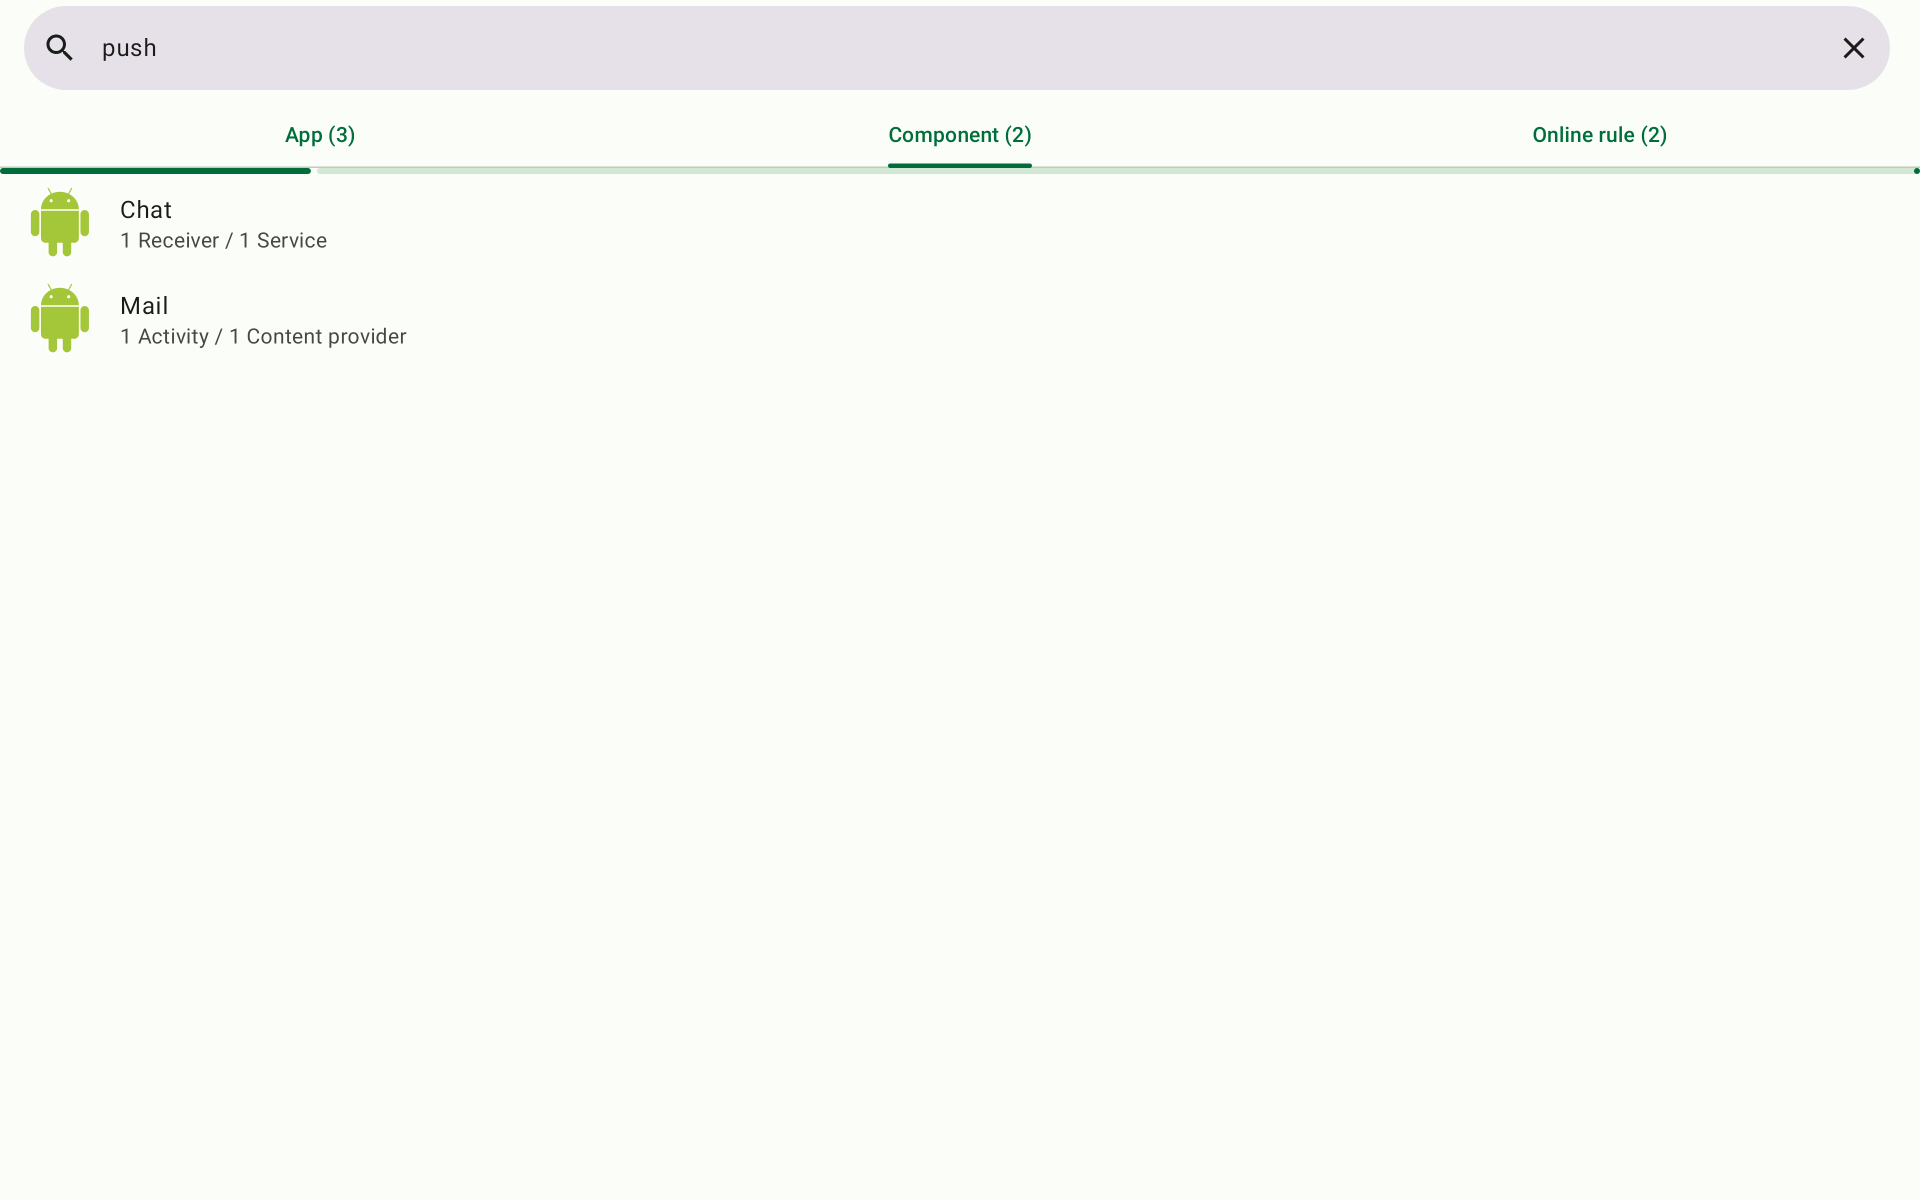 push
App (3)
Component (2)
Online rule (2)
Chat
1 Receiver / 1 Service
Mail
1 Activity / 1 Content provider